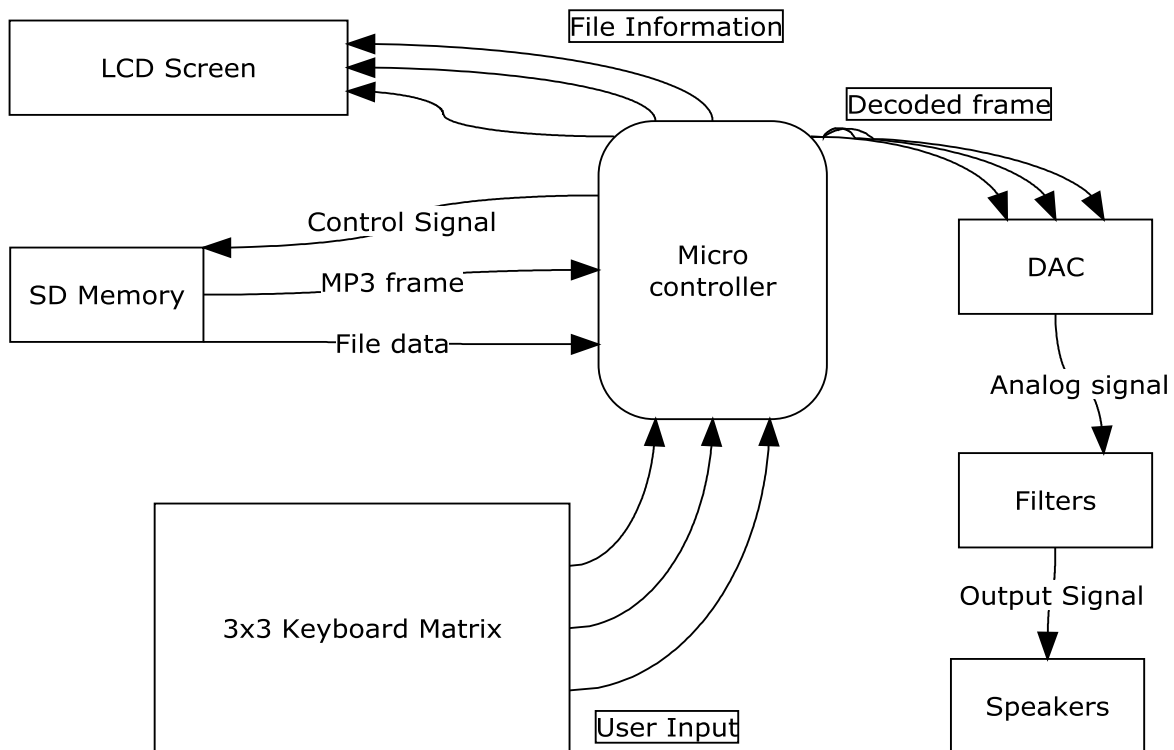 File Information
LCD Screen
Decoded frame
Control Signal
Micro
controller
DAC
MP3 frame
SD Memory
File data
Analog signal
Filters
Output Signal
3x3 Keyboard Matrix
Speakers
User Input